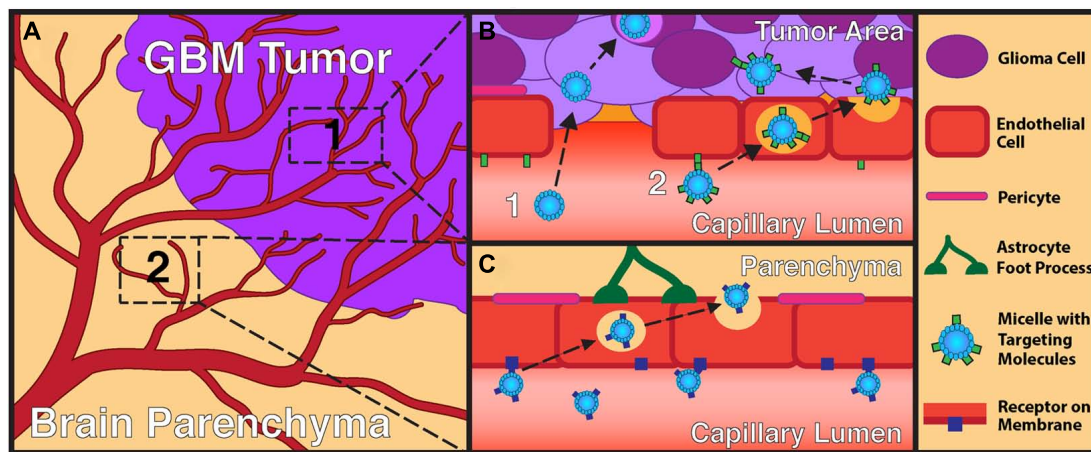 A
GBM Tumor
1
2
Brain Parenchyma
B
Tumor Area
1
2
Capillary Lumen
C
Parenchyma
Capillary Lumen
Glioma Cell
Endothelial
Cell
Pericyte
Astrocyte
Foot Process
Micelle with
Targeting
Molecules
Receptor on
Membrane